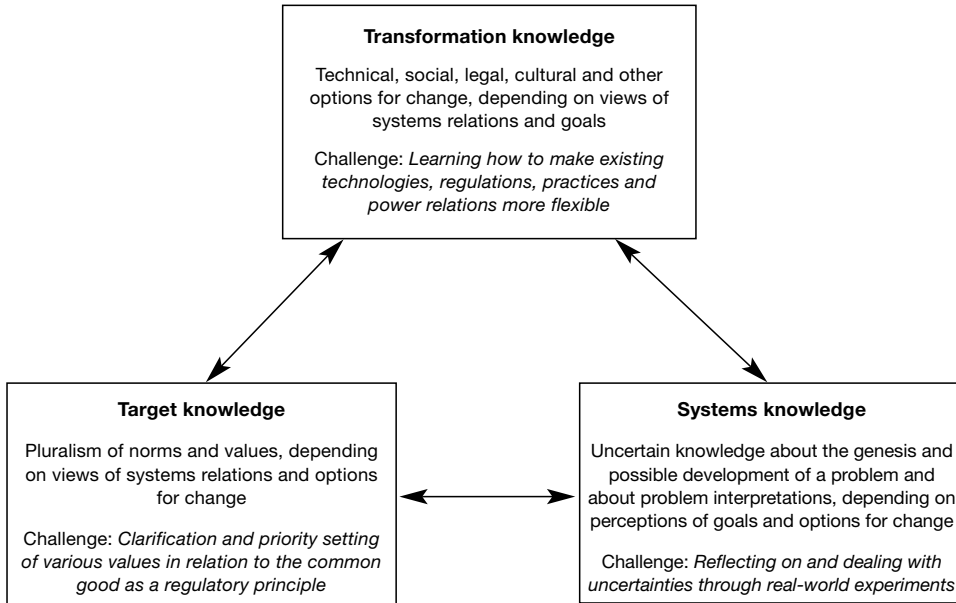 Transformation knowledge
Technical, social, legal, cultural and other
options for change, depending on views of
systems relations and goals
Challenge: Learning how to make existing
technologies, regulations, practices and
power relations more flexible
Target knowledge
Pluralism of norms and values, depending
on views of systems relations and options
for change
Challenge: Clarification and priority setting
of various values in relation to the common
good as a regulatory principle
Systems knowledge
Uncertain knowledge about the genesis and
possible development of a problem and
about problem interpretations, depending on
perceptions of goals and options for change
Challenge: Reflecting on and dealing with
uncertainties through real-world experiments